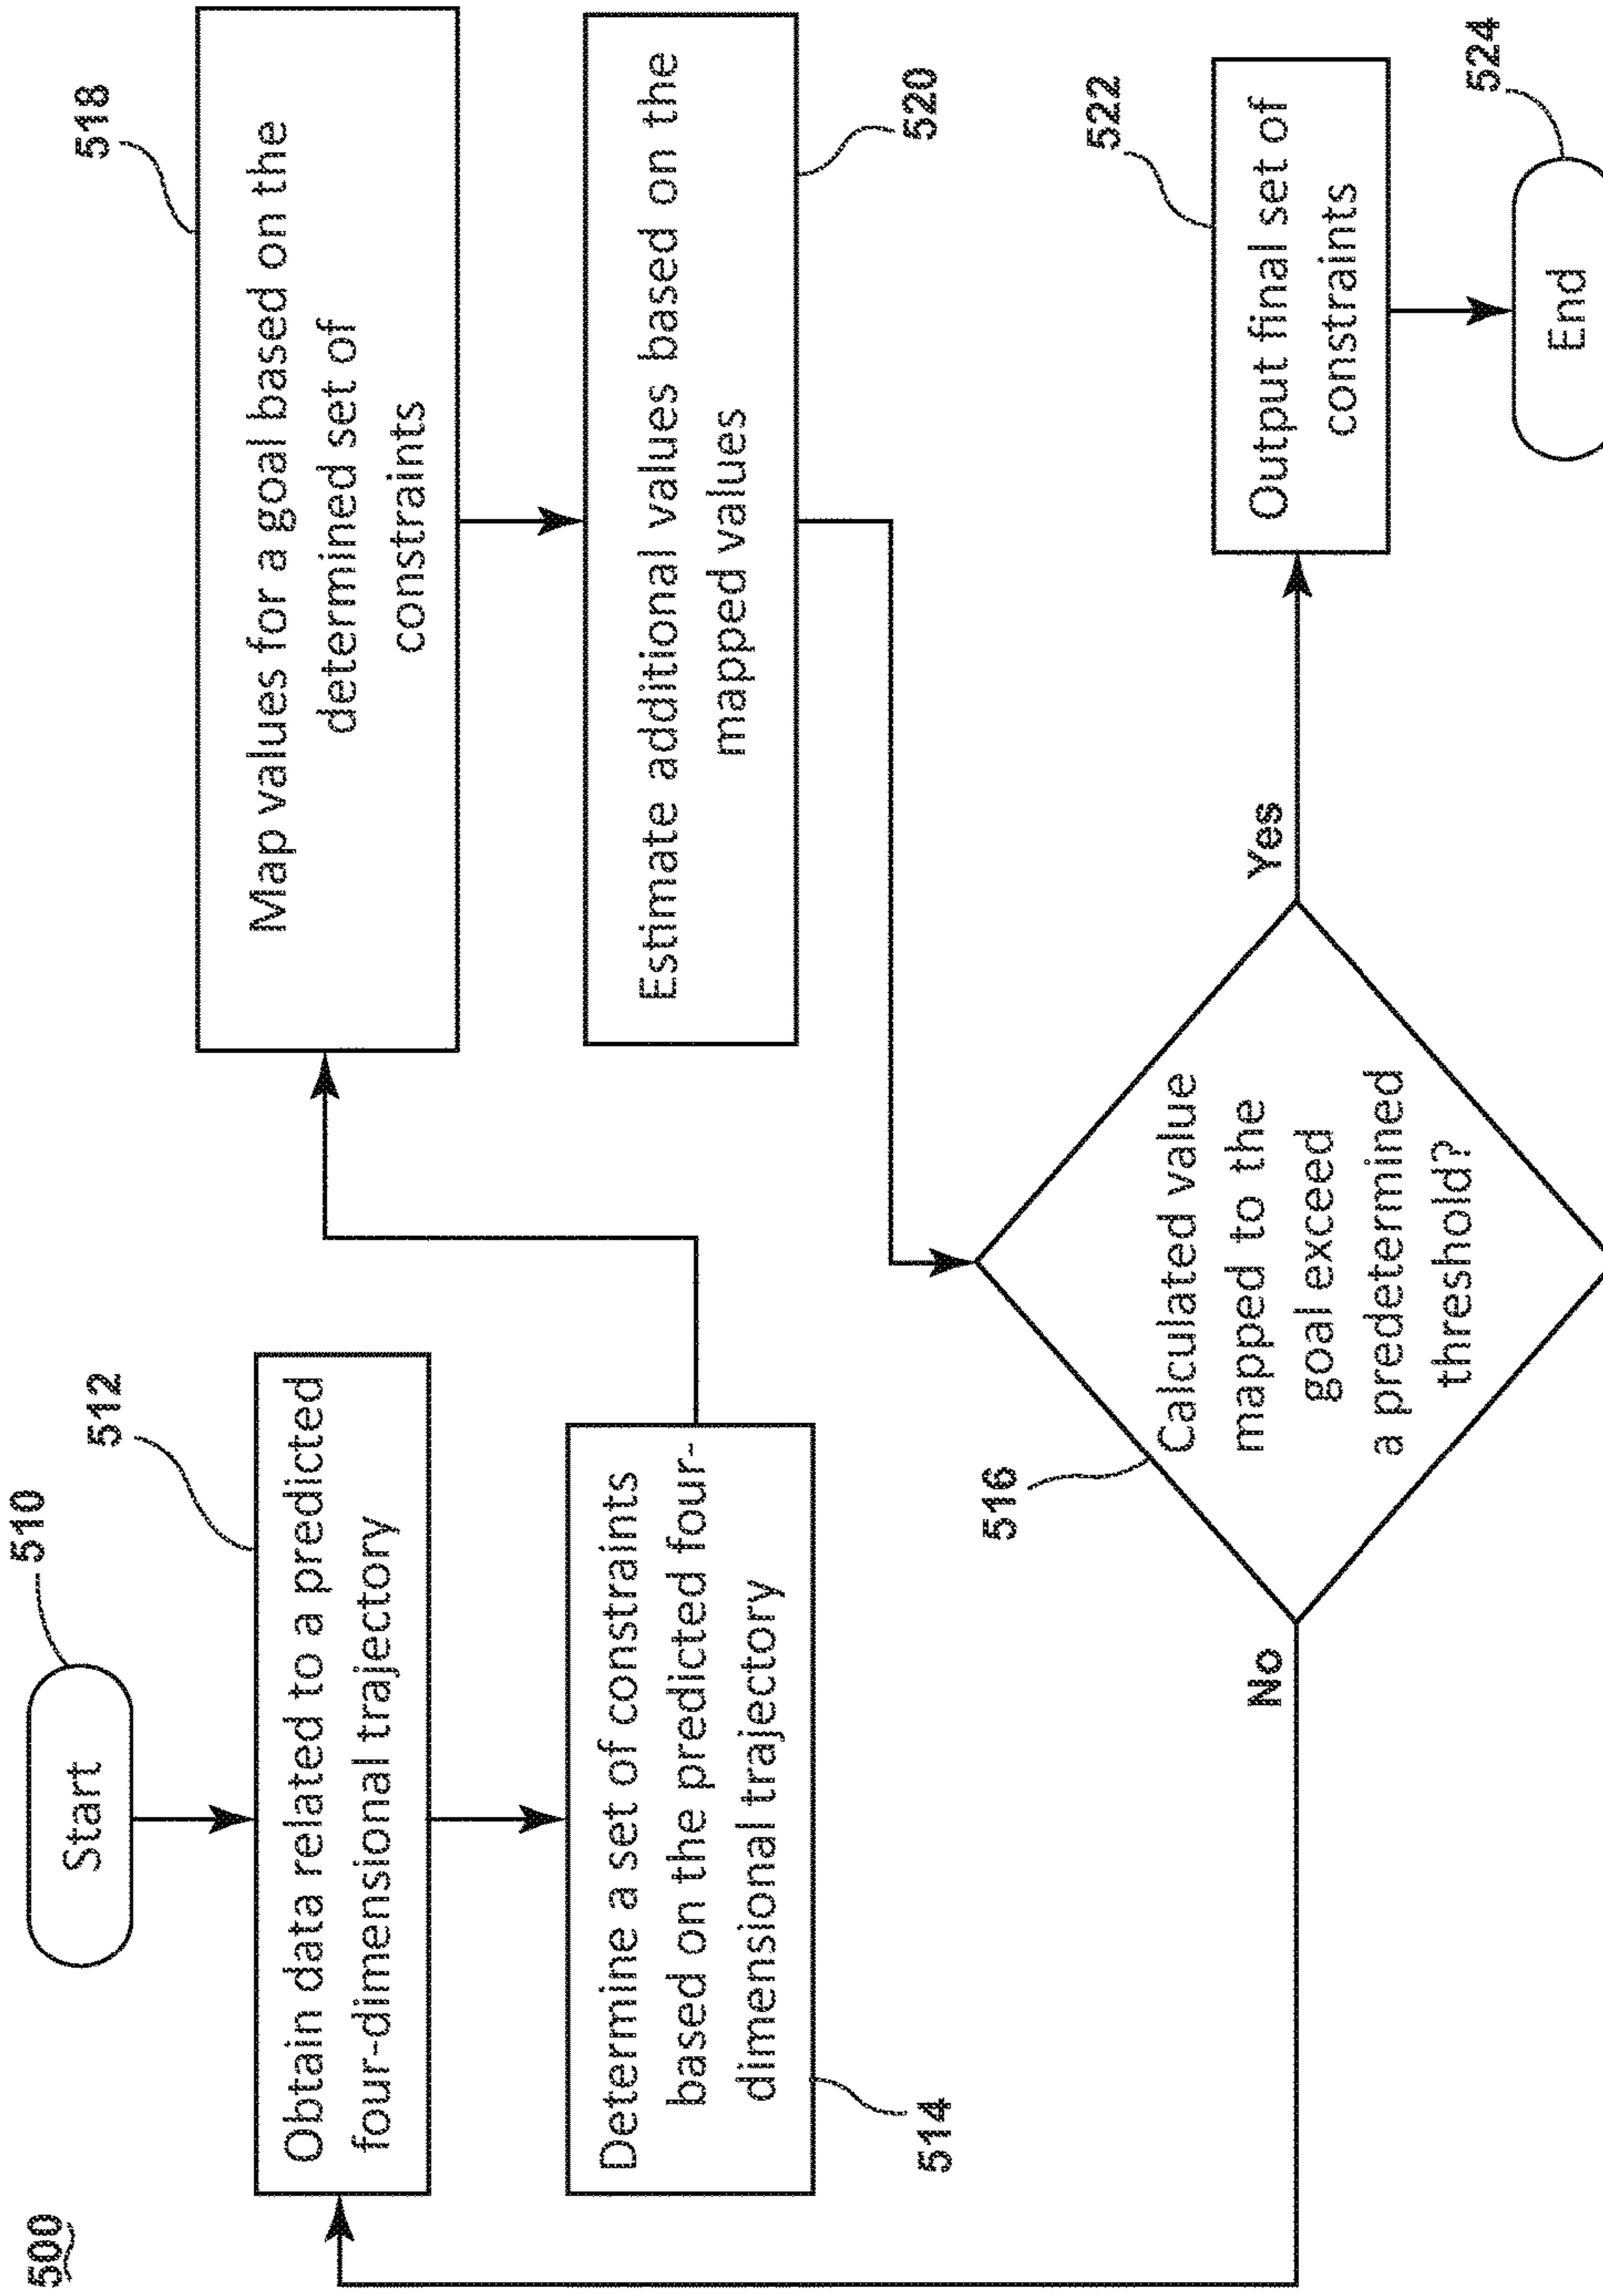 500
510
Start
512
Obtain data related to a predicted
four-dimensional trajectory
Determine a set of constraints
based on the predicted four-
dimensional trajectory
514
518
Map values for a goal based on the
determined set of
constraints
Estimate additional values based on the
mapped values
520
516
Calculated value
mapped to the
goal exceed
a predetermined
threshold?
No
Yes
522
Output final set of
constraints
524
End